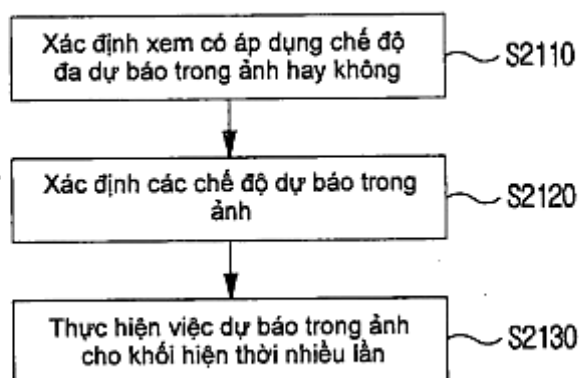 Xác định xem có áp dụng chế độ
đa dự báo trong ảnh hay không
S2110
Xác định các chế độ dự báo trong
ảnh
S2120
Thực hiện việc dự báo trong ảnh
cho khối hiện thời nhiều lần
S2130